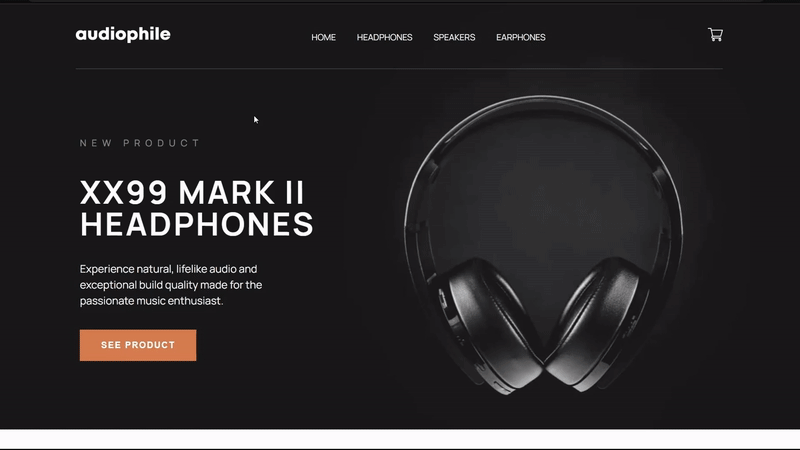 audiophile
HOME HEADPHONES SPEAKERS EARPHONES
NEW PRODUCT
XX99 MARK II
HEADPHONES
Experience natural, lifelike audio and
exceptional build quality made for the
passionate music enthusiast.
SEE PRODUCT